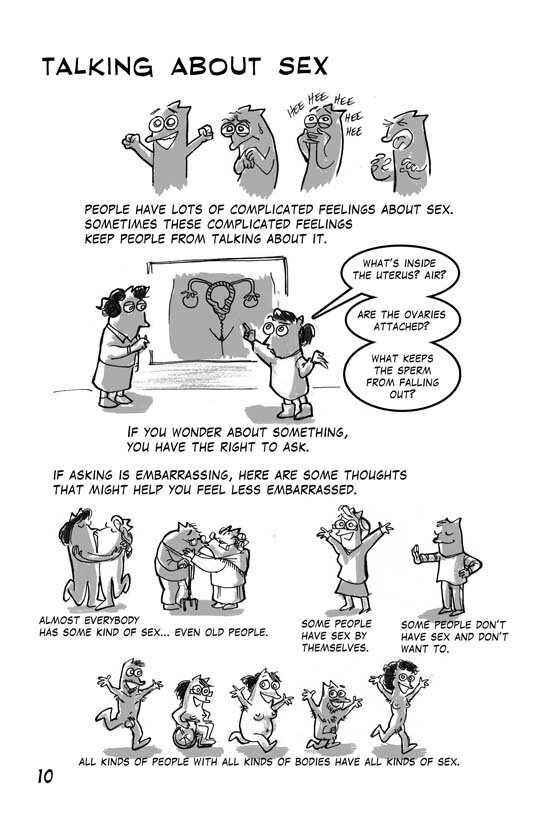 TALKING ABOUT SEX
HEE HEE HEE
HEE
HEE
PEOPLE HAVE LOTS OF COMPLICATED FEELINGS ABOUT SEX.
SOMETIMES THESE COMPLICATED FEELINGS
KEEP PEOPLE FROM TALKING ABOUT IT.
WHAT'S INSIDE
THE UTERUS? AIR?
ARE THE OVARIES
ATTACHED?
WHAT KEEPS
THE SPERM
FROM FALLING
OUT?
IF YOU WONDER ABOUT SOMETHING,
YOU HAVE THE RIGHT TO ASK.
IF ASKING IS EMBARRASSING, HERE ARE SOME THOUGHTS
THAT MIGHT HELP YOU FEEL LESS EMBARRASSED.
ALMOST EVERYBODY
HAS SOME KIND OF SEX... EVEN OLD PEOPLE.
SOME PEOPLE
HAVE SEX BY
THEMSELVES.
SOME PEOPLE DON'T
HAVE SEX AND DON'T
WANT TO.
ALL KINDS OF PEOPLE WITH ALL KINDS OF BODIES HAVE ALL KINDS OF SEX.
10